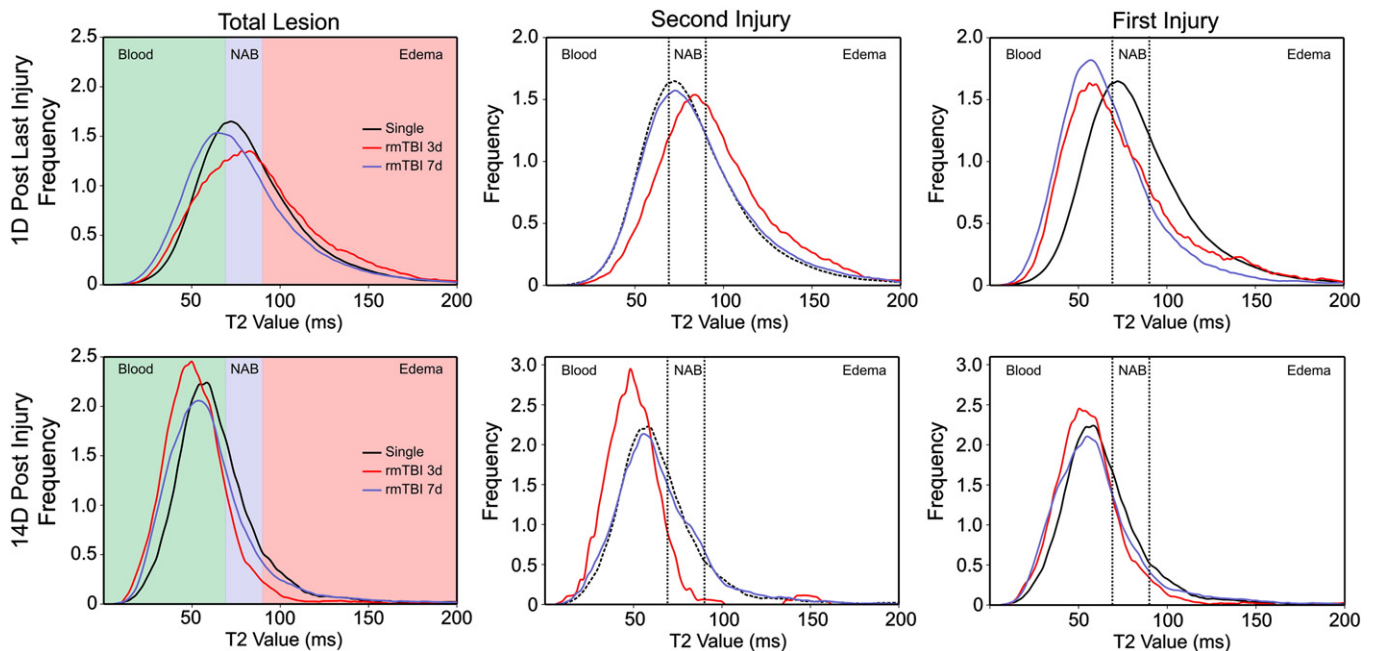 Total Lesion
Second Injury
First Injury
1D Post Last Injury
Frequency
2.5
2.0
1.5
1.0
0.5
0
Blood
NAB
Edema
Single
rmTBI 3d
rmTBI 7d
50
100
150
200
T2 Value (ms)
Frequency
2.0
1.5
1.0
0.5
0
Blood
NAB
Edema
50
100
150
200
T2 Value (ms)
Frequency
2.0
1.5
1.0
0.5
0
Blood
NAB
Edema
50
100
150
200
T2 Value (ms)
14D Post Injury
Frequency
2.5
2.0
1.5
1.0
0.5
0
Blood
NAB
Edema
Single
rmTBI 3d
rmTBI 7d
50
100
150
200
T2 Value (ms)
Frequency
3.0
2.5
2.0
1.5
1.0
0.5
0
Blood
NAB
Edema
50
100
150
200
T2 Value (ms)
Frequency
3.0
2.5
2.0
1.5
1.0
0.5
0
Blood
NAB
Edema
50
100
150
200
T2 Value (ms)